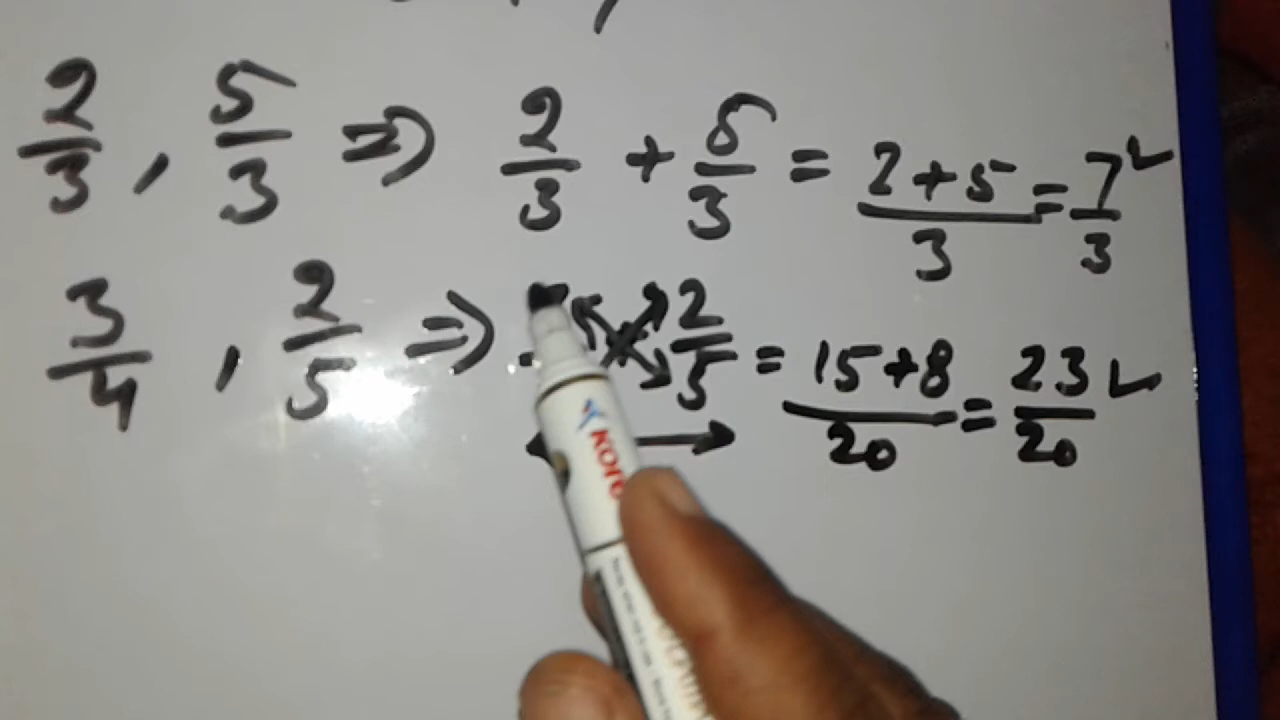 2/3 , 5/3 ⇒ 2/3 + 5/3 = (2+5)/3 = 7/3 ✓
3/4 , 2/5 ⇒ 2/5 = (15+8)/20 = 23/20 ✓